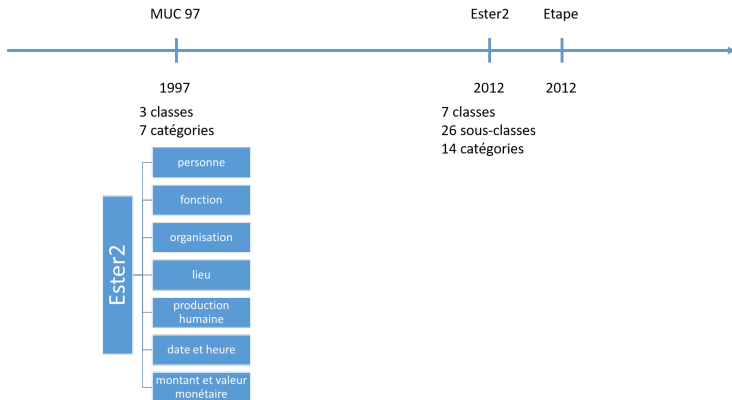 MUC 97
Ester2
Etape
1997
2012
2012
3 classes
7 catégories
7 classes
26 sous-classes
14 catégories
Ester2
personne
fonction
organisation
lieu
production
humaine
date et heure
montant et valeur
monétaire